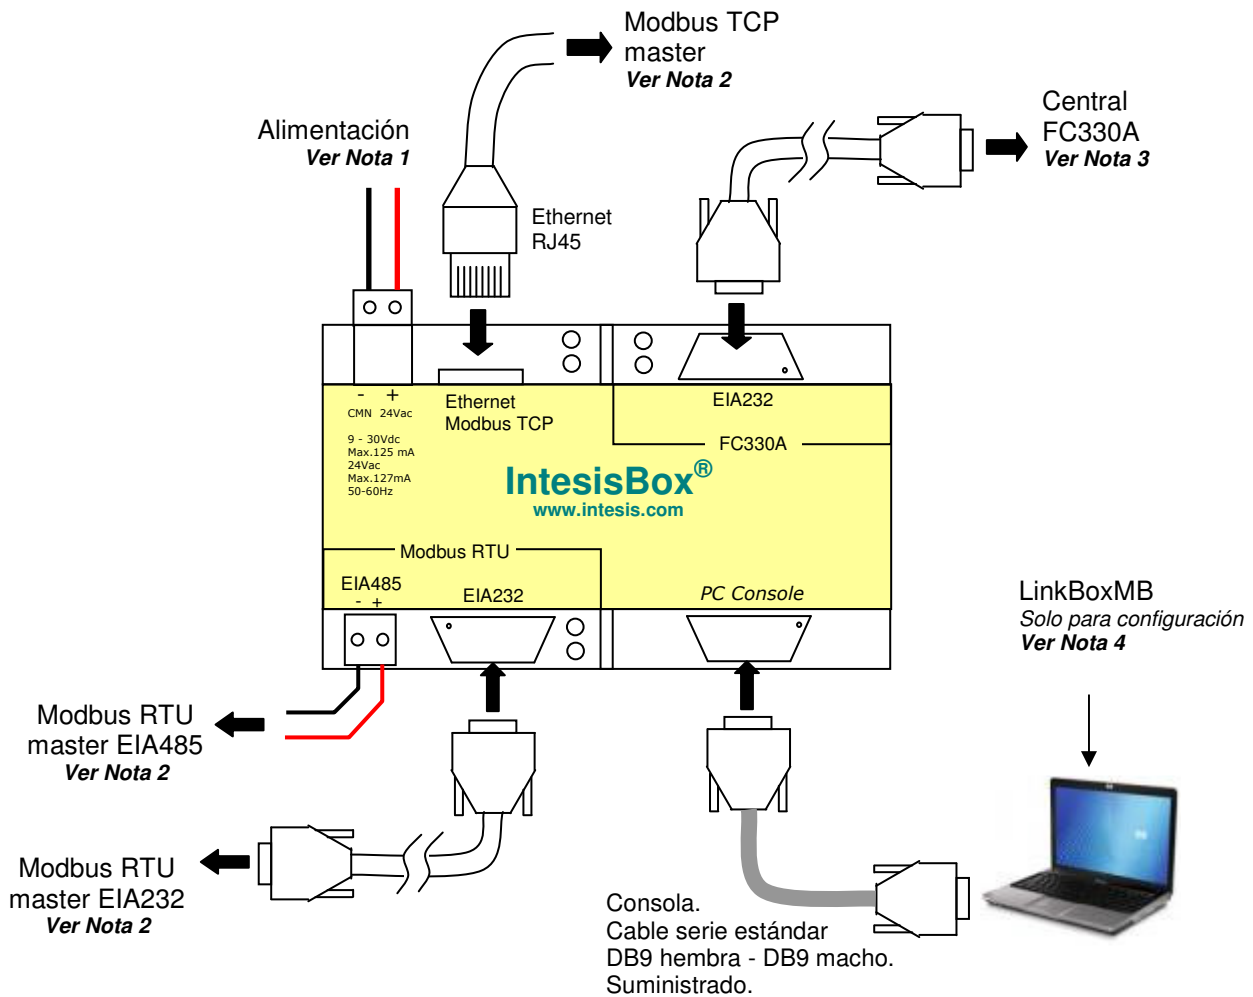 Modbus TCP
master
Ver Nota 2
Central
FC330A
Ver Nota 3
Alimentación
Ver Nota 1
Ethernet
RJ45
- +
CMN 24Vac
9 - 30Vdc
Max.125 mA
24Vac
Max.127mA
50-60Hz
Ethernet
Modbus TCP
EIA232
FC330A
IntesisBox®
www.intesis.com
Modbus RTU
EIA485
- +
EIA232
PC Console
LinkBoxMB
Solo para configuración
Ver Nota 4
Modbus RTU
master EIA485
Ver Nota 2
Modbus RTU
master EIA232
Ver Nota 2
Consola.
Cable serie estándar
DB9 hembra - DB9 macho.
Suministrado.